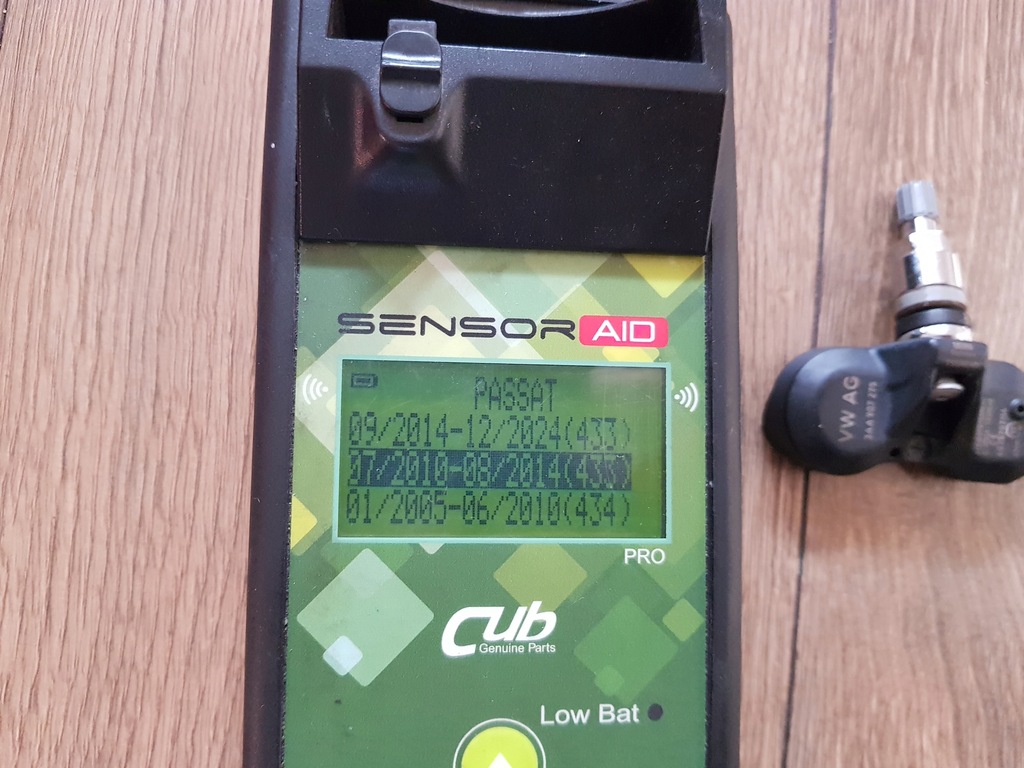 SENSOR AID
PASSAT
09/2014-12/2024(433)
07/2010-08/2014(433)
01/2005-06/2010(434)
PRO
Cub
Genuine Parts
Low Bat
VW AG